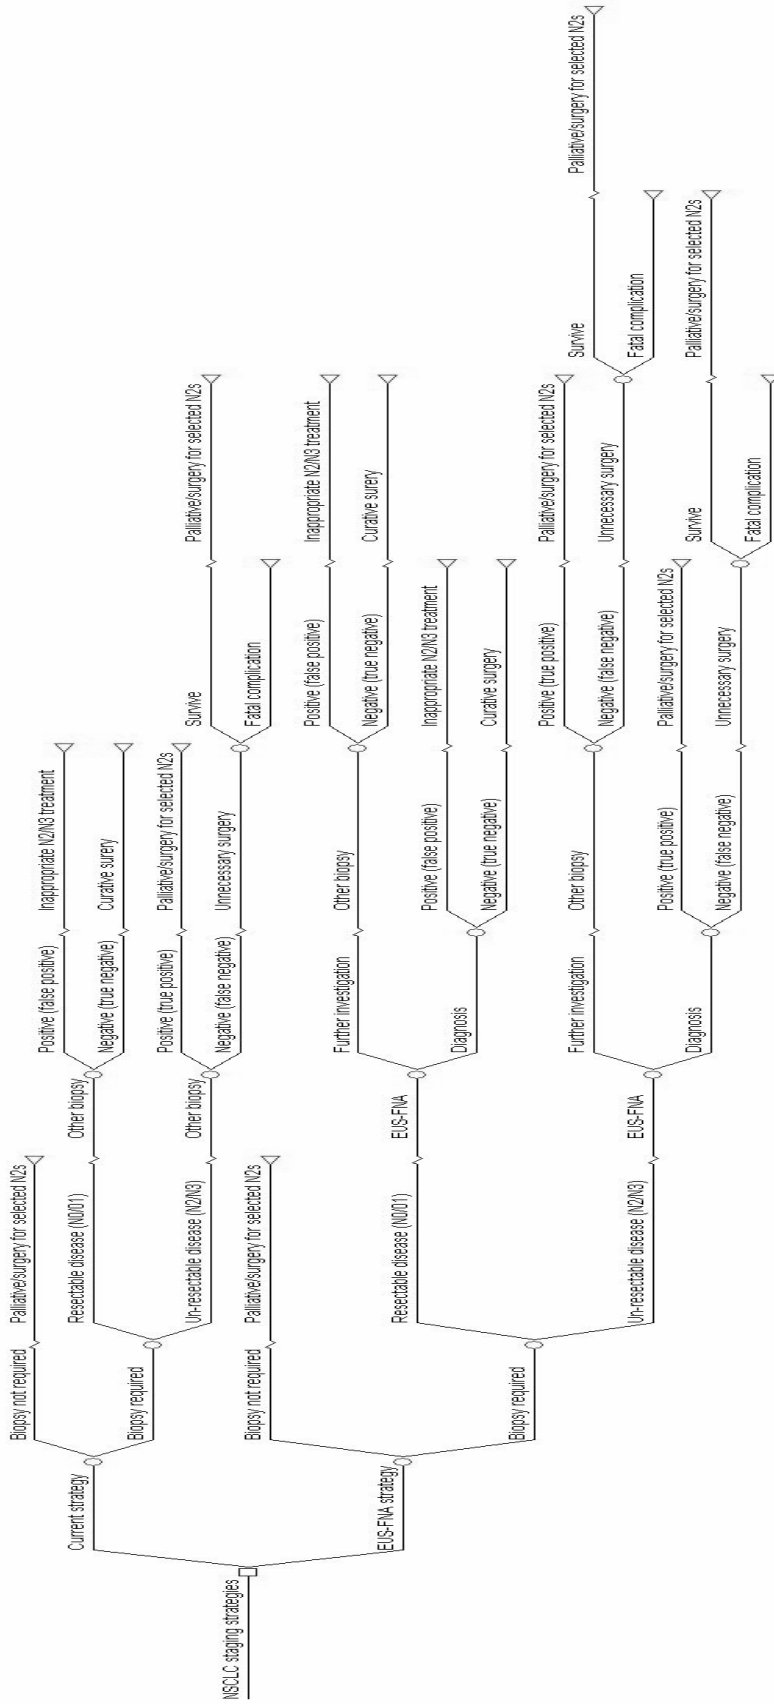 NSCLC staging strategies
Current strategy
Biopsy not required
Palliative/surgery for selected N2s
Biopsy required
Resectable disease (N0/01)
Other biopsy
Positive (false positive)
Inappropriate N2/N3 treatment
Negative (true negative)
Curative surery
Un-resectable disease (N2/N3)
Other biopsy
Positive (true positive)
Palliative/surgery for selected N2s
Negative (false negative)
Unnecessary surgery
Survive
Palliative/surgery for selected N2s
Fatal complication
EUS-FNA strategy
Biopsy not required
Palliative/surgery for selected N2s
Biopsy required
Resectable disease (N0/01)
EUS-FNA
Further investigation
Other biopsy
Positive (false positive)
Inappropriate N2/N3 treatment
Negative (true negative)
Curative surery
Diagnosis
Positive (false positive)
Inappropriate N2/N3 treatment
Negative (true negative)
Curative surgery
Un-resectable disease (N2/N3)
EUS-FNA
Further investigation
Other biopsy
Positive (true positive)
Palliative/surgery for selected N2s
Negative (false negative)
Unnecessary surgery
Survive
Palliative/surgery for selected N2s
Fatal complication
Diagnosis
Positive (true positive)
Palliative/surgery for selected N2s
Negative (false negative)
Unnecessary surgery
Survive
Palliative/surgery for selected N2s
Fatal complication